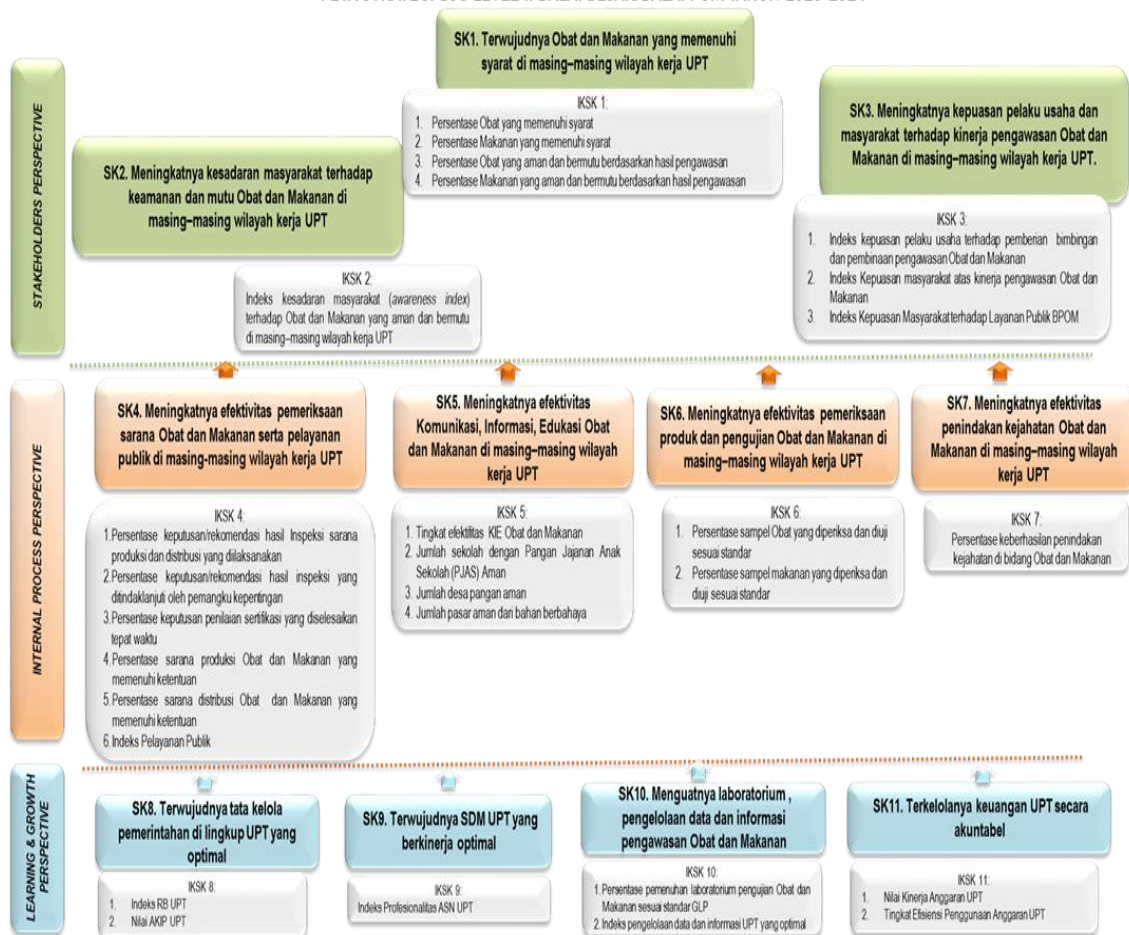 SK1. Terwujudnya Obat dan Makanan yang memenuhi
syarat di masing–masing wilayah kerja UPT
IKSK 1:
1. Persentase Obat yang memenuhi syarat
2. Persentase Makanan yang memenuhi syarat
3. Persentase Obat yang aman dan bermutu berdasarkan hasil pengawasan
4. Persentase Makanan yang aman dan bermutu berdasarkan hasil pengawasan
STAKEHOLDERS PERSPECTIVE
SK2. Meningkatnya kesadaran masyarakat terhadap
keamanan dan mutu Obat dan Makanan di
masing–masing wilayah kerja UPT
IKSK 2:
Indeks kesadaran masyarakat (awareness index)
terhadap Obat dan Makanan yang aman dan bermutu
di masing–masing wilayah kerja UPT
SK3. Meningkatnya kepuasan pelaku usaha dan
masyarakat terhadap kinerja pengawasan Obat dan
Makanan di masing–masing wilayah kerja UPT.
IKSK 3:
1. Indeks kepuasan pelaku usaha terhadap pemberian bimbingan
dan pembinaan pengawasan Obat dan Makanan
2. Indeks Kepuasan masyarakat atas kinerja pengawasan Obat dan
Makanan
3. Indeks Kepuasan Masyarakat terhadap Layanan Publik BPOM
INTERNAL PROCESS PERSPECTIVE
SK4. Meningkatnya efektivitas pemeriksaan
sarana Obat dan Makanan serta pelayanan
publik di masing-masing wilayah kerja UPT
IKSK 4:
1.Persentase keputusan/rekomendasi hasil Inspeksi sarana
produksi dan distribusi yang dilaksanakan
2.Persentase keputusan/rekomendasi hasil inspeksi yang
ditindaklanjuti oleh pemangku kepentingan
3.Persentase keputusan penilaian sertifikasi yang diselesaikan
tepat waktu
4.Persentase sarana produksi Obat dan Makanan yang
memenuhi ketentuan
5.Persentase sarana distribusi Obat dan Makanan yang
memenuhi ketentuan
6.Indeks Pelayanan Publik
SK5. Meningkatnya efektivitas
Komunikasi, Informasi, Edukasi Obat
dan Makanan di masing–masing wilayah
kerja UPT
IKSK 5:
1. Tingkat efektifitas KIE Obat dan Makanan
2. Jumlah sekolah dengan Pangan Jajanan Anak
Sekolah (PJAS) Aman
3. Jumlah desa pangan aman
4. Jumlah pasar aman dari bahan berbahaya
SK6. Meningkatnya efektivitas pemeriksaan
produk dan pengujian Obat dan Makanan di
masing–masing wilayah kerja UPT
IKSK 6:
1. Persentase sampel Obat yang diperiksa dan diuji
sesuai standar
2. Persentase sampel makanan yang diperiksa dan
diuji sesuai standar
SK7. Meningkatnya efektivitas
penindakan kejahatan Obat dan
Makanan di masing–masing wilayah
kerja UPT
IKSK 7:
Persentase keberhasilan penindakan
kejahatan di bidang Obat dan Makanan
LEARNING & GROWTH
PERSPECTIVE
SK8. Terwujudnya tata kelola
pemerintahan di lingkup UPT yang
optimal
IKSK 8:
1. Indeks RB UPT
2. Nilai AKIP UPT
SK9. Terwujudnya SDM UPT yang
berkinerja optimal
IKSK 9:
Indeks Profesionalitas ASN UPT
SK10. Menguatnya laboratorium ,
pengelolaan data dan informasi
pengawasan Obat dan Makanan
IKSK 10:
1.Persentase pemenuhan laboratorium pengujian Obat dan
Makanan sesuai standar GLP
2.Indeks pengelolaan data dan informasi UPT yang optimal
SK11. Terkelolanya keuangan UPT secara
akuntabel
IKSK 11:
1. Nilai Kinerja Anggaran UPT
2. Tingkat Efisiensi Penggunaan Anggaran UPT